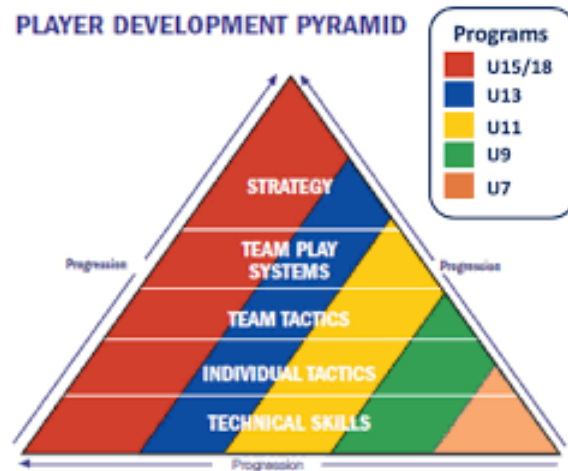 PLAYER DEVELOPMENT PYRAMID
Programs
U15/18
U13
U11
U9
U7
STRATEGY
TEAM PLAY
SYSTEMS
Progression
Progression
TEAM TACTICS
INDIVIDUAL TACTICS
TECHNICAL SKILLS
Progression